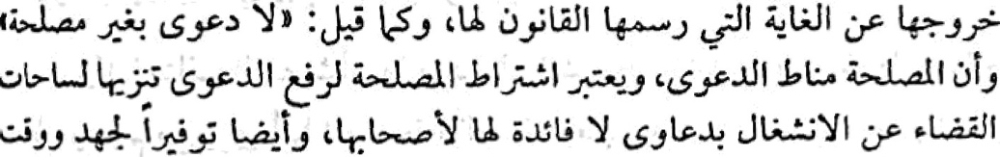 خروجها عن الغاية التي رسمها القانون لها، وكما قيل: «لا دعوى بغير مصلحة»
وأن المصلحة مناط الدعوى، ويعتبر اشتراط المصلحة لرفع الدعوى تنزيها لساحات
القضاء عن الانشغال بدعاوى لا فائدة لها لأصحابها، وأيضا توفيراً لجهد ووقت